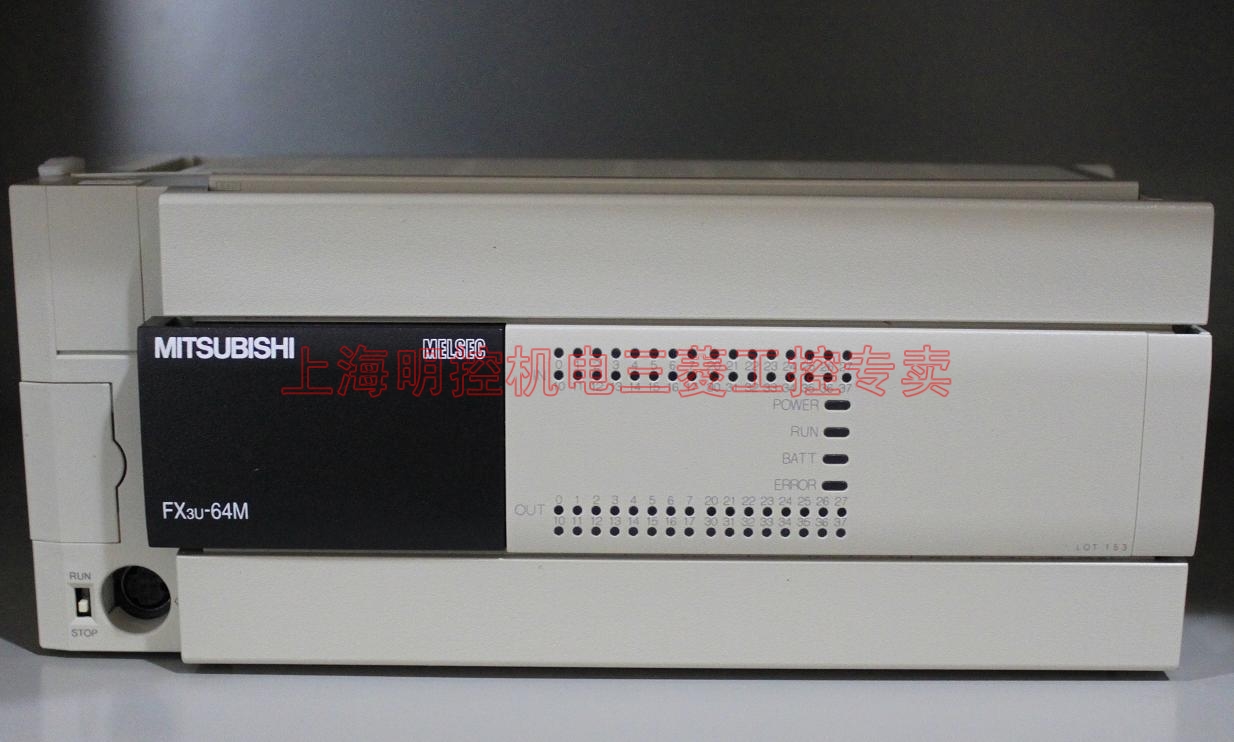 MITSUBISHI
MELSEC
上海明控机电三菱工控专卖
POWER
RUN
BATT
ERROR
FX3U-64M
0 1 2 3 4 5 6 7 20 21 22 23 24 25 26 27
OUT
10 11 12 13 14 15 16 17 30 31 32 33 34 35 36 37
LOT 153
RUN
STOP